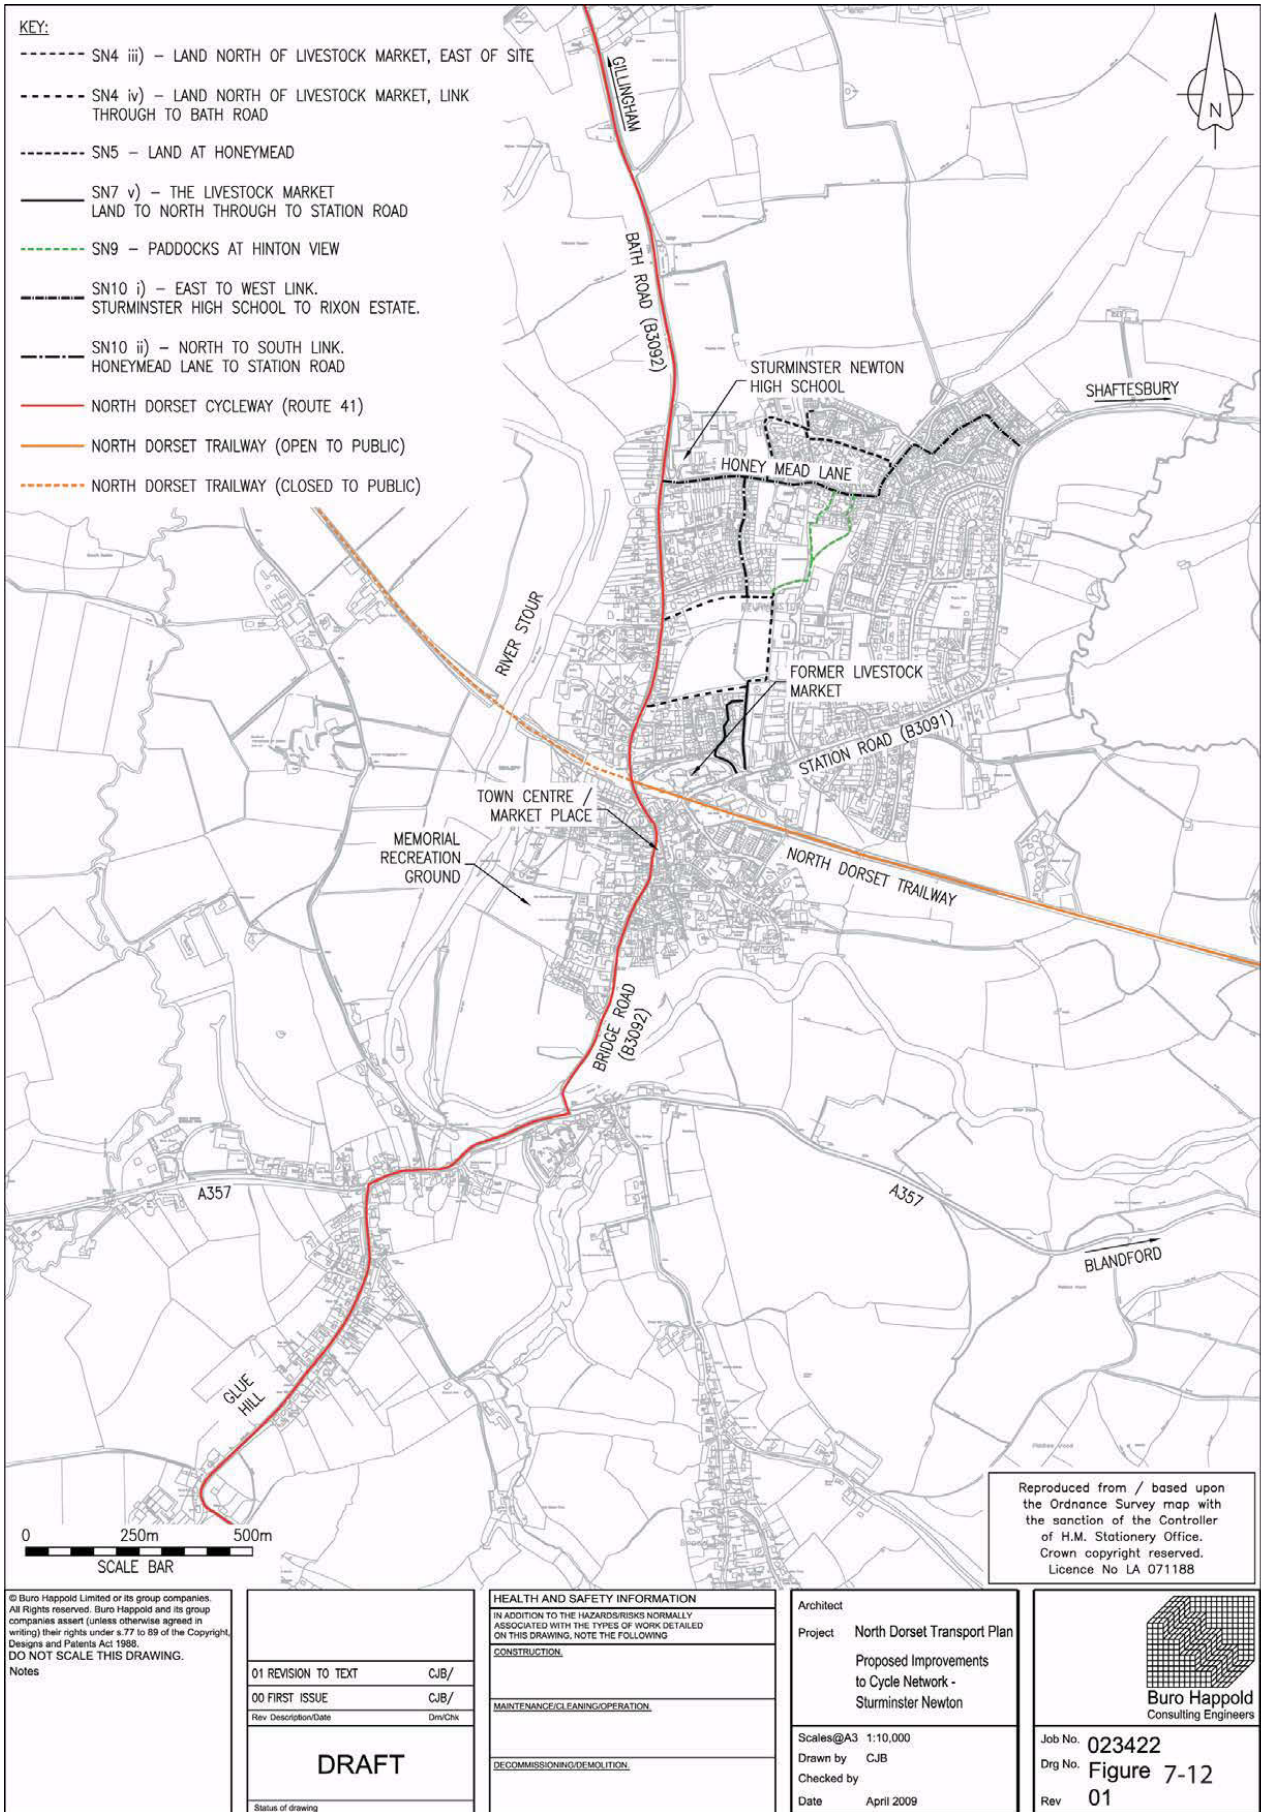 KEY:
SN4 iii) – LAND NORTH OF LIVESTOCK MARKET, EAST OF SITE
SN4 iv) – LAND NORTH OF LIVESTOCK MARKET, LINK
THROUGH TO BATH ROAD
SN5 – LAND AT HONEYMEAD
SN7 v) – THE LIVESTOCK MARKET
LAND TO NORTH THROUGH TO STATION ROAD
SN9 – PADDOCKS AT HINTON VIEW
SN10 i) – EAST TO WEST LINK.
STURMINSTER HIGH SCHOOL TO RIXON ESTATE.
SN10 ii) – NORTH TO SOUTH LINK.
HONEYMEAD LANE TO STATION ROAD
NORTH DORSET CYCLEWAY (ROUTE 41)
NORTH DORSET TRAILWAY (OPEN TO PUBLIC)
NORTH DORSET TRAILWAY (CLOSED TO PUBLIC)
GILLINGHAM
N
BATH ROAD (B3092)
STURMINSTER NEWTON
HIGH SCHOOL
SHAFTESBURY
HONEY MEAD LANE
RIVER STOUR
FORMER LIVESTOCK
MARKET
STATION ROAD (B3091)
TOWN CENTRE /
MARKET PLACE
MEMORIAL
RECREATION
GROUND
NORTH DORSET TRAILWAY
BRIDGE ROAD
(B3092)
A357
A357
BLANDFORD
GLUE
HILL
0 250m 500m
SCALE BAR
Reproduced from / based upon
the Ordnance Survey map with
the sanction of the Controller
of H.M. Stationery Office.
Crown copyright reserved.
Licence No LA 071188
© Buro Happold Limited or its group companies.
All Rights reserved. Buro Happold and its group
companies assert (unless otherwise agreed in
writing) their rights under s.77 to 89 of the Copyright,
Designs and Patents Act 1988.
DO NOT SCALE THIS DRAWING.
Notes
01 REVISION TO TEXT CJB/
00 FIRST ISSUE CJB/
Rev Description/Date Drn/Chk
DRAFT
Status of drawing
HEALTH AND SAFETY INFORMATION
IN ADDITION TO THE HAZARDS/RISKS NORMALLY
ASSOCIATED WITH THE TYPES OF WORK DETAILED
ON THIS DRAWING, NOTE THE FOLLOWING
CONSTRUCTION.
MAINTENANCE/CLEANING/OPERATION.
DECOMMISSIONING/DEMOLITION.
Architect
Project North Dorset Transport Plan
Proposed Improvements
to Cycle Network -
Sturminster Newton
Scales@A3 1:10,000
Drawn by CJB
Checked by
Date April 2009
Buro Happold
Consulting Engineers
Job No. 023422
Drg No. Figure 7-12
Rev 01